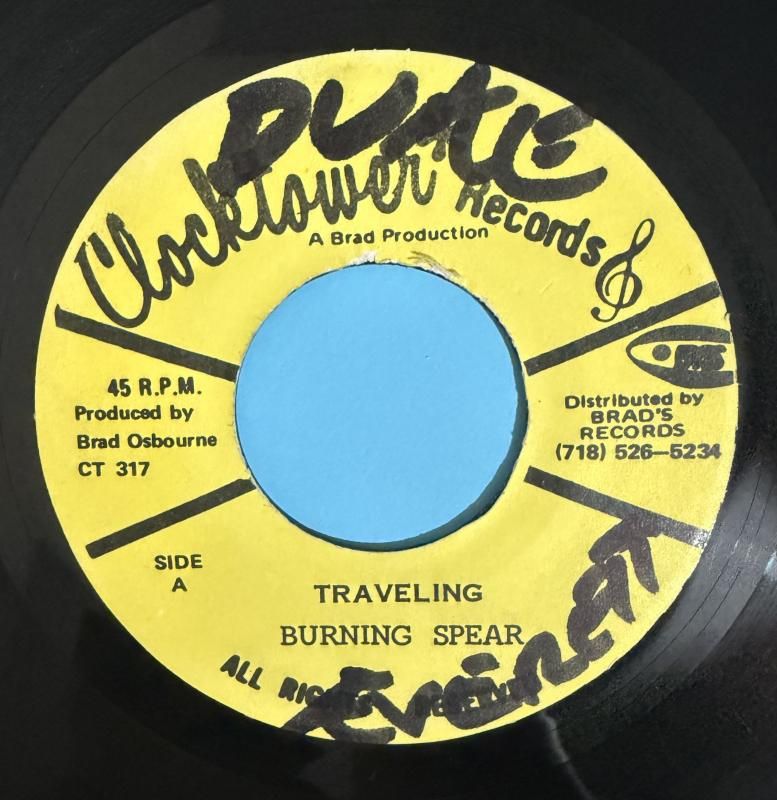 DUKE
Clocktower Records
A Brad Production
45 R.P.M.
Produced by
Brad Osbourne
CT 317
Distributed by
BRAD'S
RECORDS
(718) 526-5234
SIDE
A
TRAVELING
BURNING SPEAR
ALL RIGHTS RESERVED